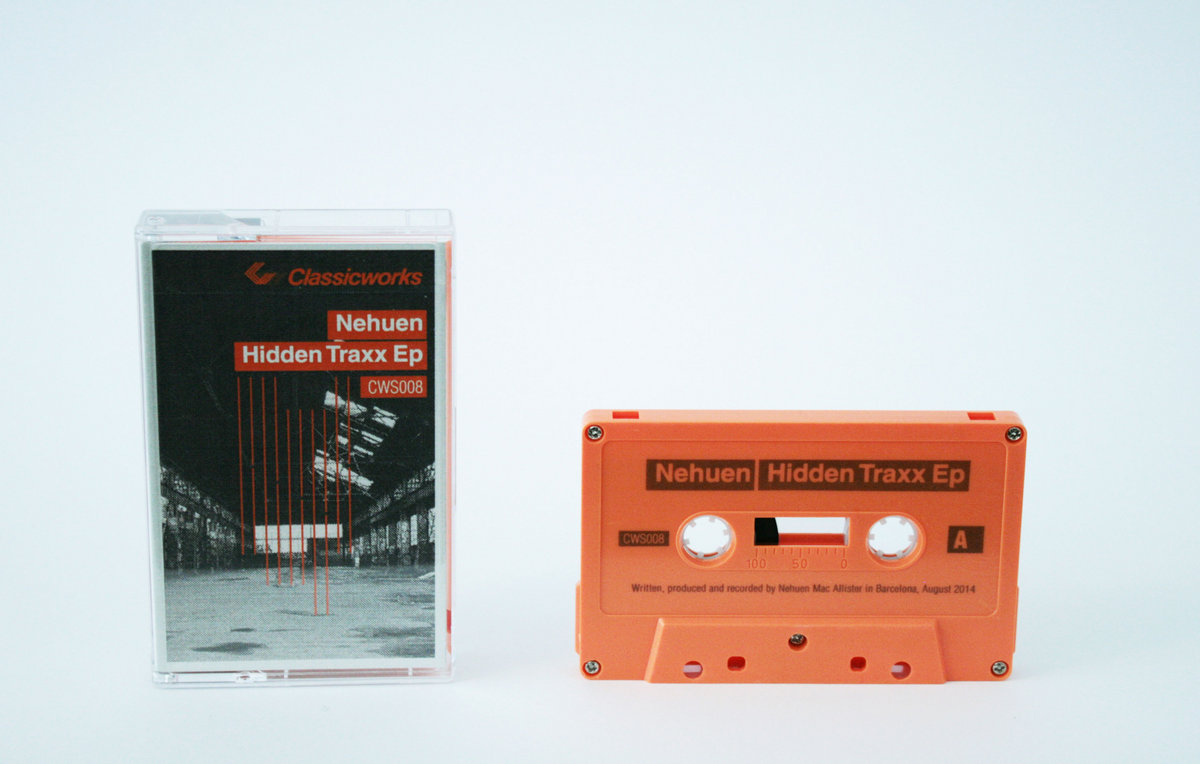 Classicworks
Nehuen
Hidden Traxx Ep
CWS008
Nehuen Hidden Traxx Ep
CWS008
A
100 50 0
Written, produced and recorded by Nehuen Mac Allister in Barcelona, August 2014